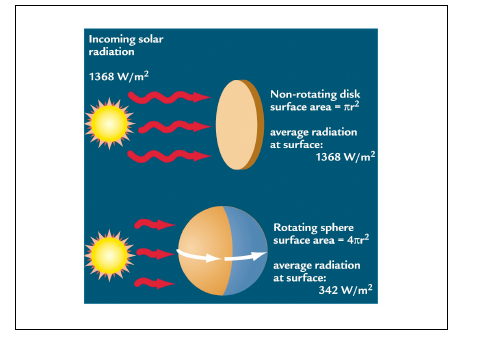 Incoming solar
radiation
1368 W/m²
Non-rotating disk
surface area = πr²
average radiation
at surface:
1368 W/m²
Rotating sphere
surface area = 4πr²
average radiation
at surface:
342 W/m²